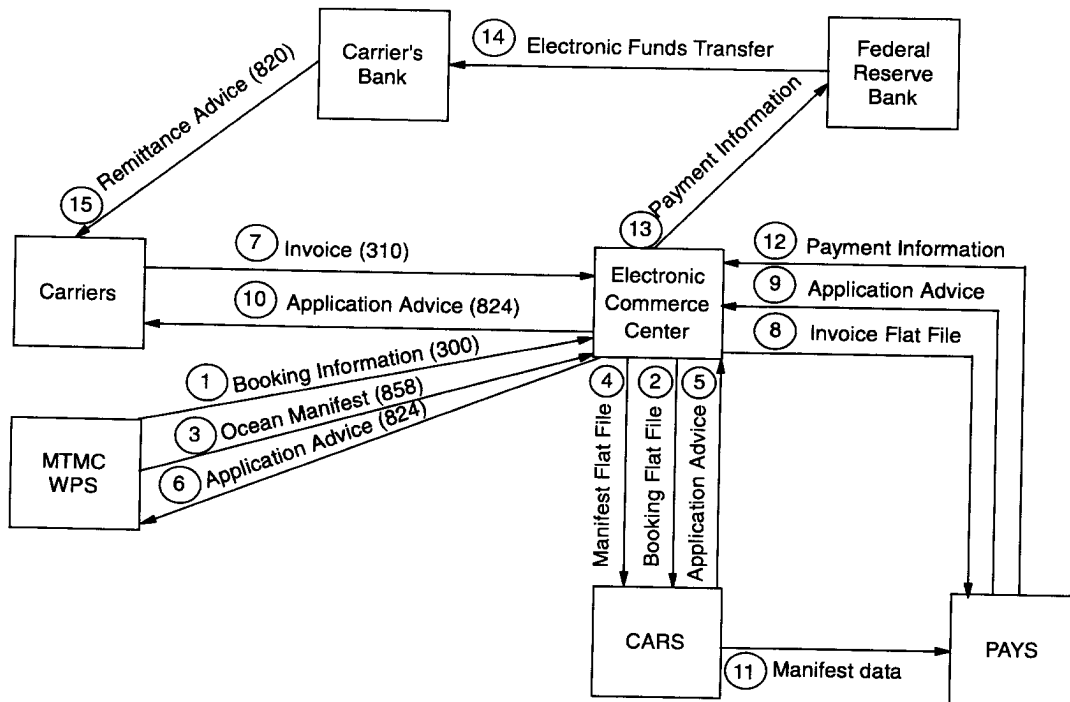 14 Electronic Funds Transfer
Carrier's
Bank
Federal
Reserve
Bank
Remittance Advice (820)
15
Payment Information
13
7 Invoice (310)
12 Payment Information
Carriers
Electronic
Commerce
Center
9 Application Advice
10 Application Advice (824)
8 Invoice Flat File
1 Booking Information (300)
3 Ocean Manifest (858)
6 Application Advice (824)
MTMC
WPS
4 Manifest Flat File
2 Booking Flat File
5 Application Advice
CARS
PAYS
11 Manifest data